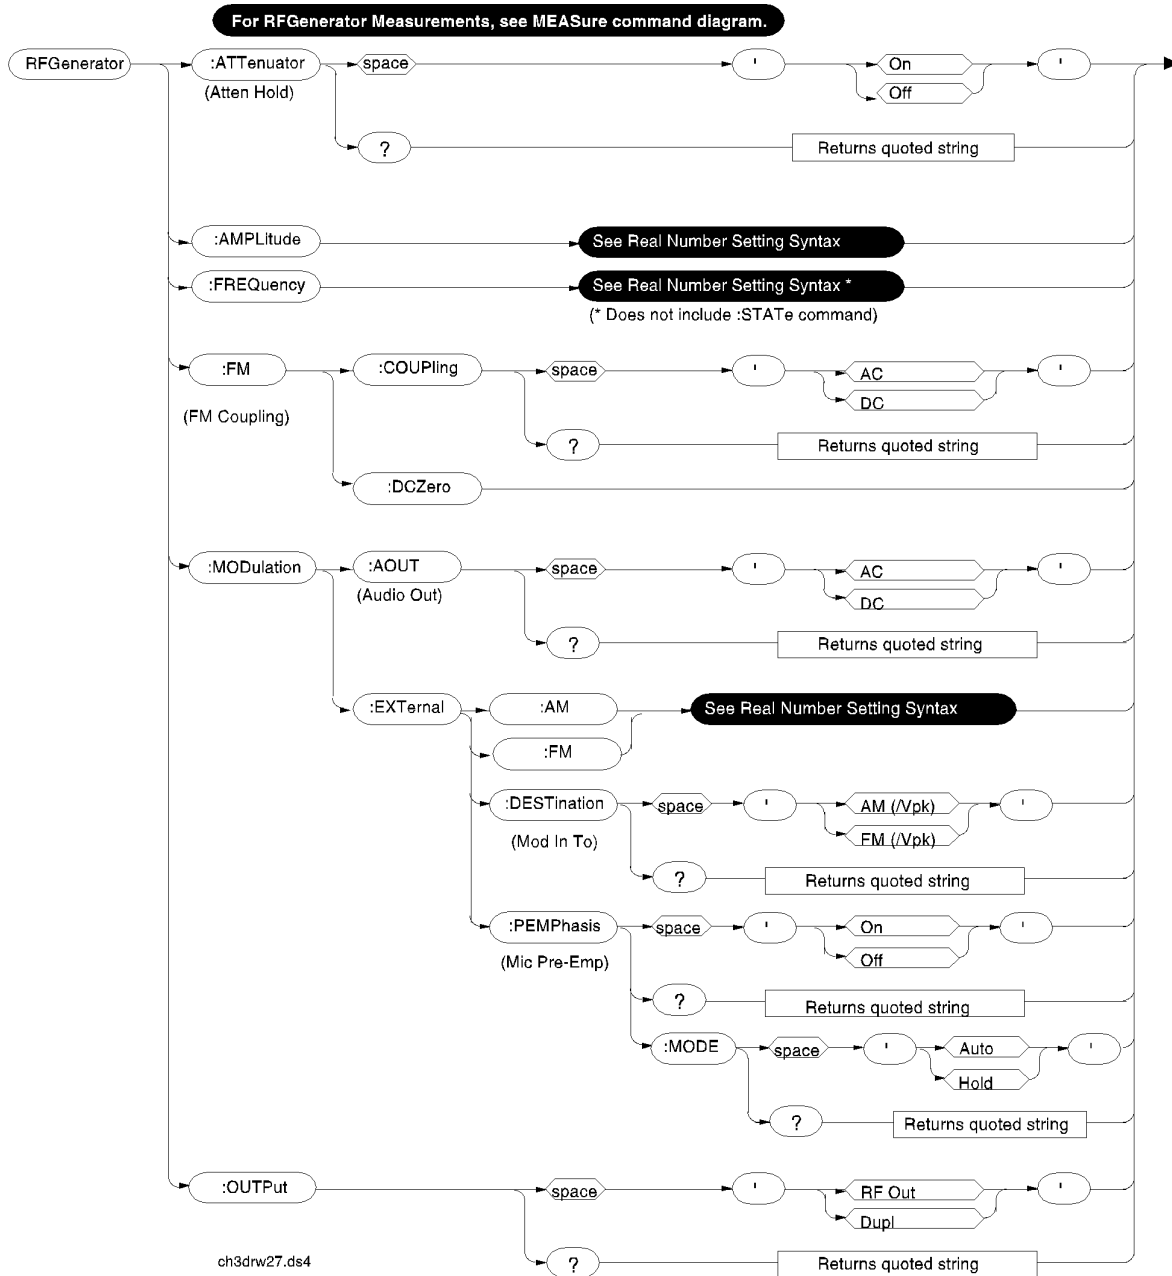 For RFGenerator Measurements, see MEASure command diagram.
RFGenerator :ATTenuator space ' On '
(Atten Hold) Off
? Returns quoted string
:AMPLitude See Real Number Setting Syntax
:FREQuency See Real Number Setting Syntax *
(* Does not include :STATe command)
:FM :COUPling space ' AC '
DC
(FM Coupling)
? Returns quoted string
:DCZero
:MODulation :AOUT space ' AC '
(Audio Out) DC
? Returns quoted string
:EXTernal :AM See Real Number Setting Syntax
:FM
:DESTination space ' AM (/Vpk) '
(Mod In To) FM (/Vpk)
? Returns quoted string
:PEMPhasis space ' On '
(Mic Pre-Emp) Off
? Returns quoted string
:MODE space ' Auto '
Hold
? Returns quoted string
:OUTPut space ' RF Out '
Dupl
ch3drw27.ds4 ? Returns quoted string